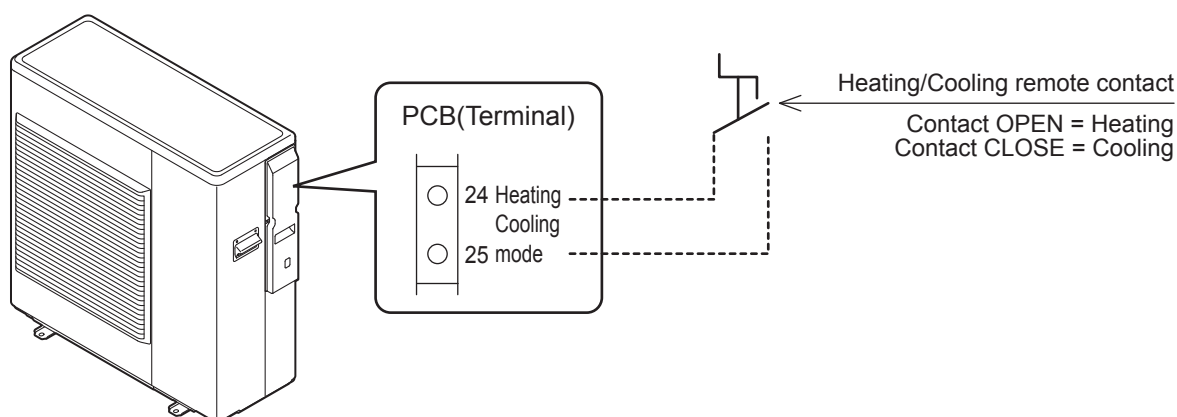 PCB(Terminal)
24 Heating
Cooling
25 mode
Heating/Cooling remote contact
Contact OPEN = Heating
Contact CLOSE = Cooling